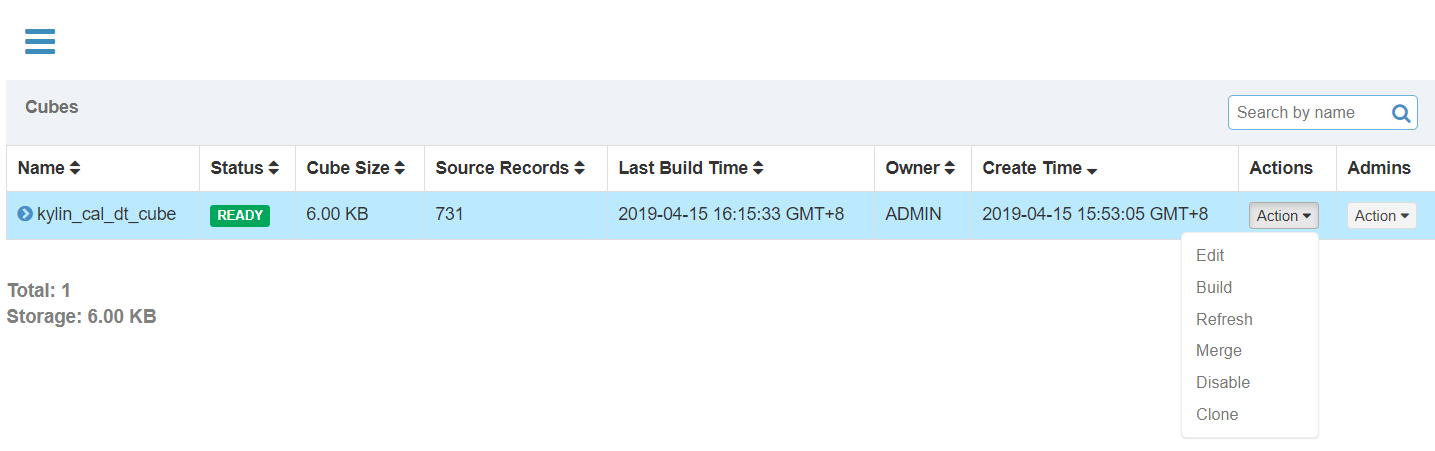 Cubes
Search by name
Name Status Cube Size Source Records Last Build Time Owner Create Time Actions Admins
kylin_cal_dt_cube READY 6.00 KB 731 2019-04-15 16:15:33 GMT+8 ADMIN 2019-04-15 15:53:05 GMT+8 Action Action
Edit
Build
Refresh
Merge
Disable
Clone
Total: 1
Storage: 6.00 KB